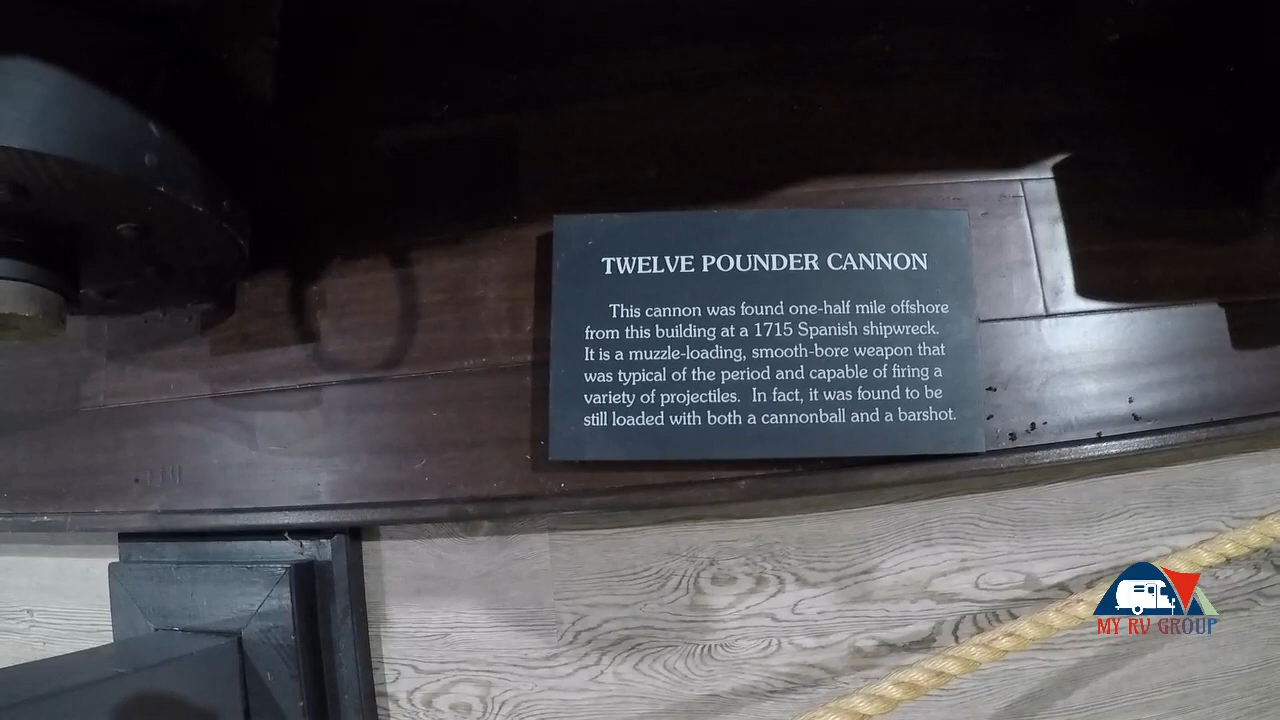 TWELVE POUNDER CANNON
This cannon was found one-half mile offshore
from this building at a 1715 Spanish shipwreck.
It is a muzzle-loading, smooth-bore weapon that
was typical of the period and capable of firing a
variety of projectiles. In fact, it was found to be
still loaded with both a cannonball and a barshot.
MY RV GROUP